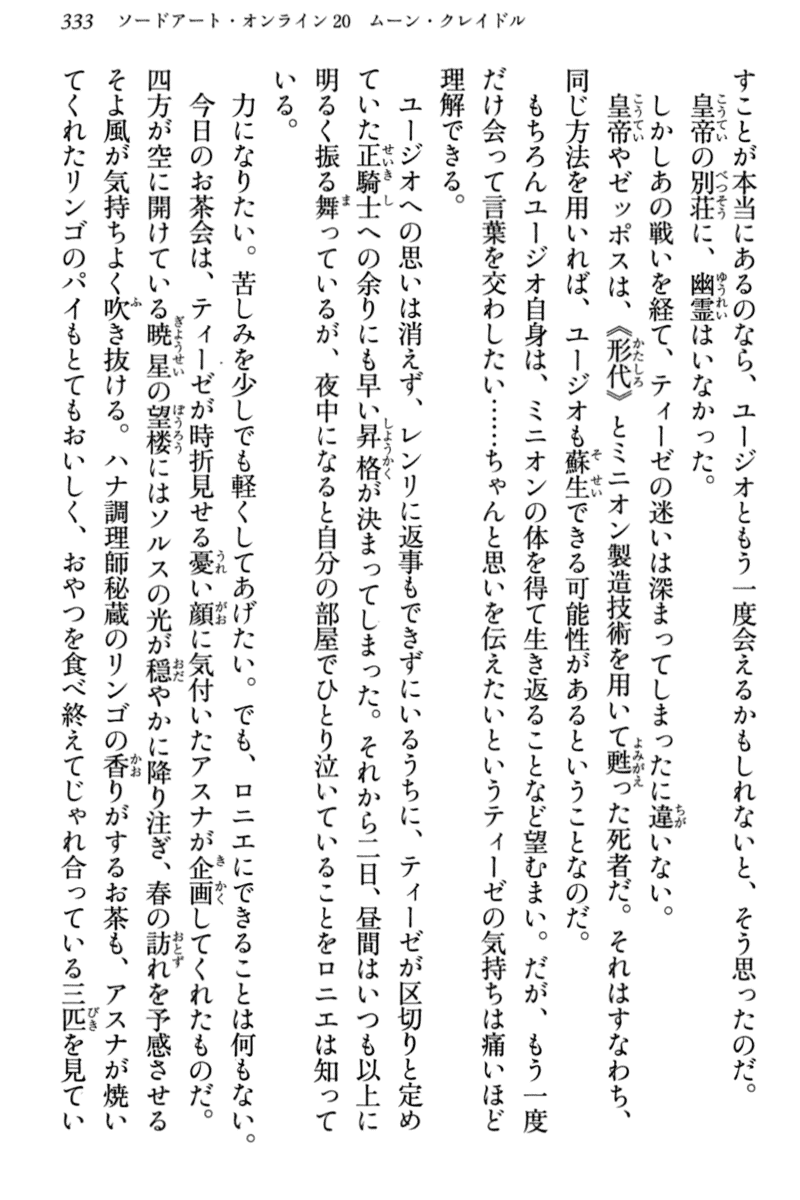 333 ソードアート・オンライン20 ムーン・クレイドル
すことが本当にあるのなら、ユージオともう一度会えるかもしれないと、そう思ったのだ。
皇帝の別荘に、幽霊はいなかった。
しかしあの戦いを経て、ティーゼの迷いは深まってしまったに違いない。
皇帝やゼッポスは、《形代》とミニオン製造技術を用いて甦った死者だ。それはすなわち、
同じ方法を用いれば、ユージオも蘇生できる可能性があるということなのだ。
もちろんユージオ自身は、ミニオンの体を得て生き返ることなど望むまい。だが、もう一度
だけ会って言葉を交わしたい……ちゃんと思いを伝えたいというティーゼの気持ちは痛いほど
理解できる。
ユージオへの思いは消えず、レンリに返事もできずにいるうちに、ティーゼが区切りと定め
ていた正騎士への余りにも早い昇格が決まってしまった。それから二日、昼間はいつも以上に
明るく振る舞っているが、夜中になると自分の部屋でひとり泣いていることをロニエは知って
いる。
力になりたい。苦しみを少しでも軽くしてあげたい。でも、ロニエにできることは何もない。
今日のお茶会は、ティーゼが時折見せる憂い顔に気付いたアスナが企画してくれたものだ。
四方が空に開けている暁星の望楼にはソルスの光が穏やかに降り注ぎ、春の訪れを予感させる
そよ風が気持ちよく吹き抜ける。ハナ調理師秘蔵のリンゴの香りがするお茶も、アスナが焼い
てくれたリンゴのパイもとてもおいしく、おやつを食べ終えてじゃれ合っている三匹を見てい